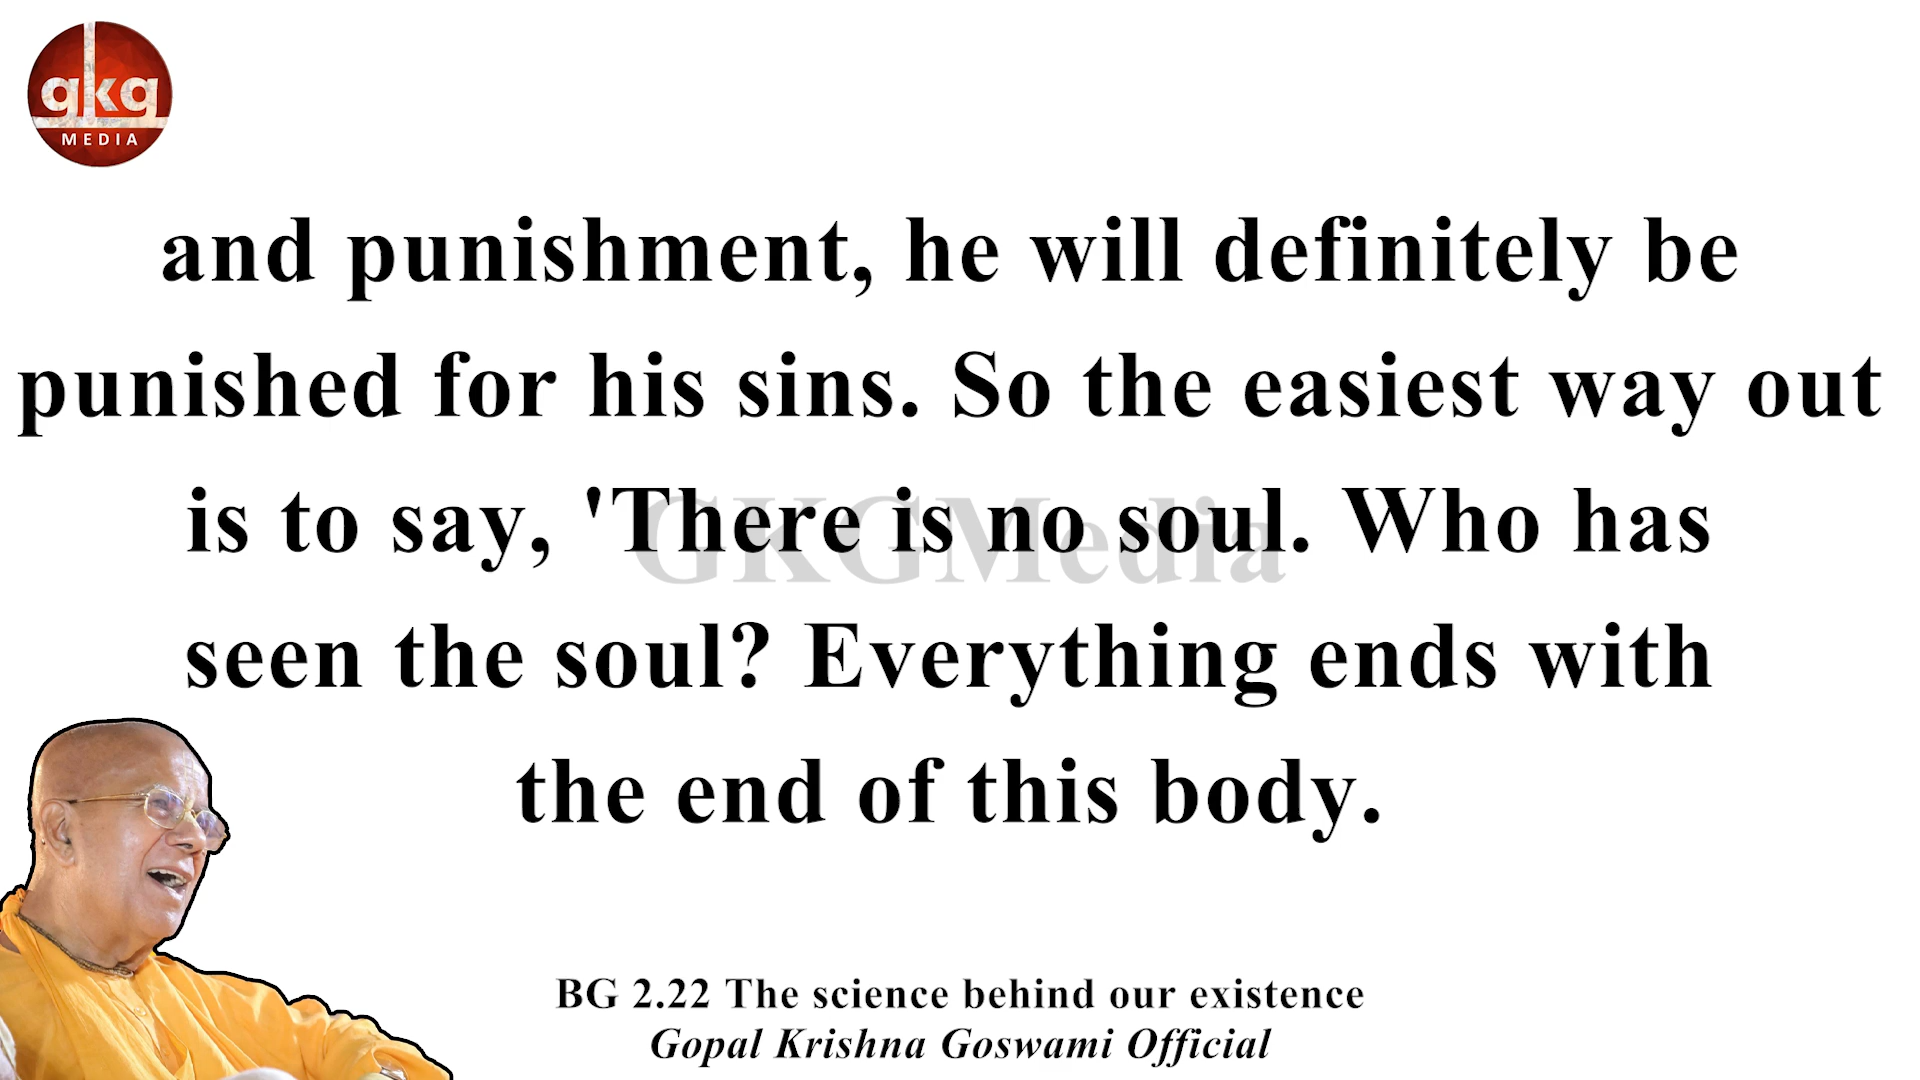 gkg
MEDIA
and punishment, he will definitely be
punished for his sins. So the easiest way out
is to say, 'There is no soul. Who has
seen the soul? Everything ends with
the end of this body.
GKGMedia
BG 2.22 The science behind our existence
Gopal Krishna Goswami Official